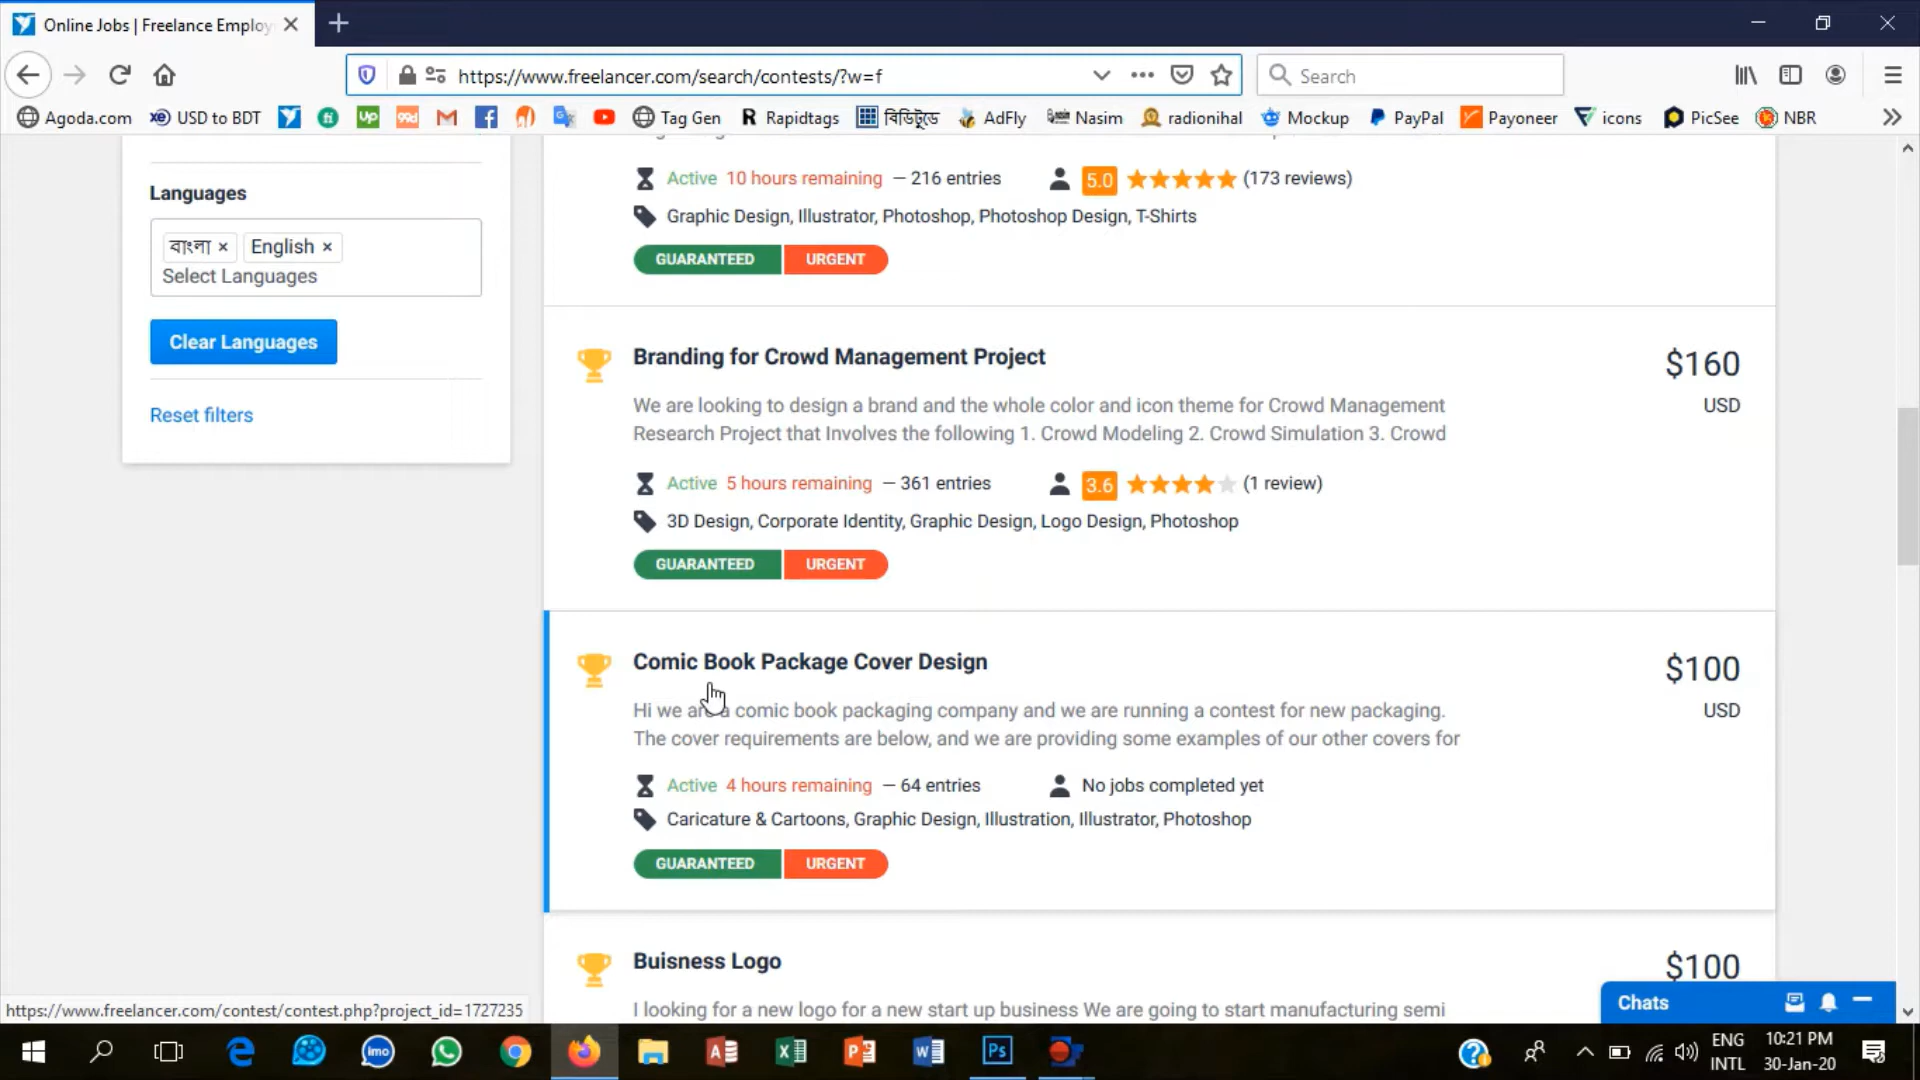 Online Jobs | Freelance Employ
https://www.freelancer.com/search/contests/?w=f
Search
Agoda.com
USD to BDT
Up
99d
Tag Gen
Rapidtags
AdFly
Nasim
radionihal
Mockup
PayPal
Payoneer
icons
PicSee
NBR
Languages
বাংলা ×
English ×
Select Languages
Clear Languages
Reset filters
Active 10 hours remaining – 216 entries
5.0
(173 reviews)
Graphic Design, Illustrator, Photoshop, Photoshop Design, T-Shirts
GUARANTEED
URGENT
Branding for Crowd Management Project
$160
USD
We are looking to design a brand and the whole color and icon theme for Crowd Management
Research Project that Involves the following 1. Crowd Modeling 2. Crowd Simulation 3. Crowd
Active 5 hours remaining – 361 entries
3.6
(1 review)
3D Design, Corporate Identity, Graphic Design, Logo Design, Photoshop
GUARANTEED
URGENT
Comic Book Package Cover Design
$100
USD
Hi we are a comic book packaging company and we are running a contest for new packaging.
The cover requirements are below, and we are providing some examples of our other covers for
Active 4 hours remaining – 64 entries
No jobs completed yet
Caricature & Cartoons, Graphic Design, Illustration, Illustrator, Photoshop
GUARANTEED
URGENT
Buisness Logo
$100
I looking for a new logo for a new start up business We are going to start manufacturing semi
Chats
https://www.freelancer.com/contest/contest.php?project_id=1727235
imo
Ps
ENG
INTL
10:21 PM
30-Jan-20